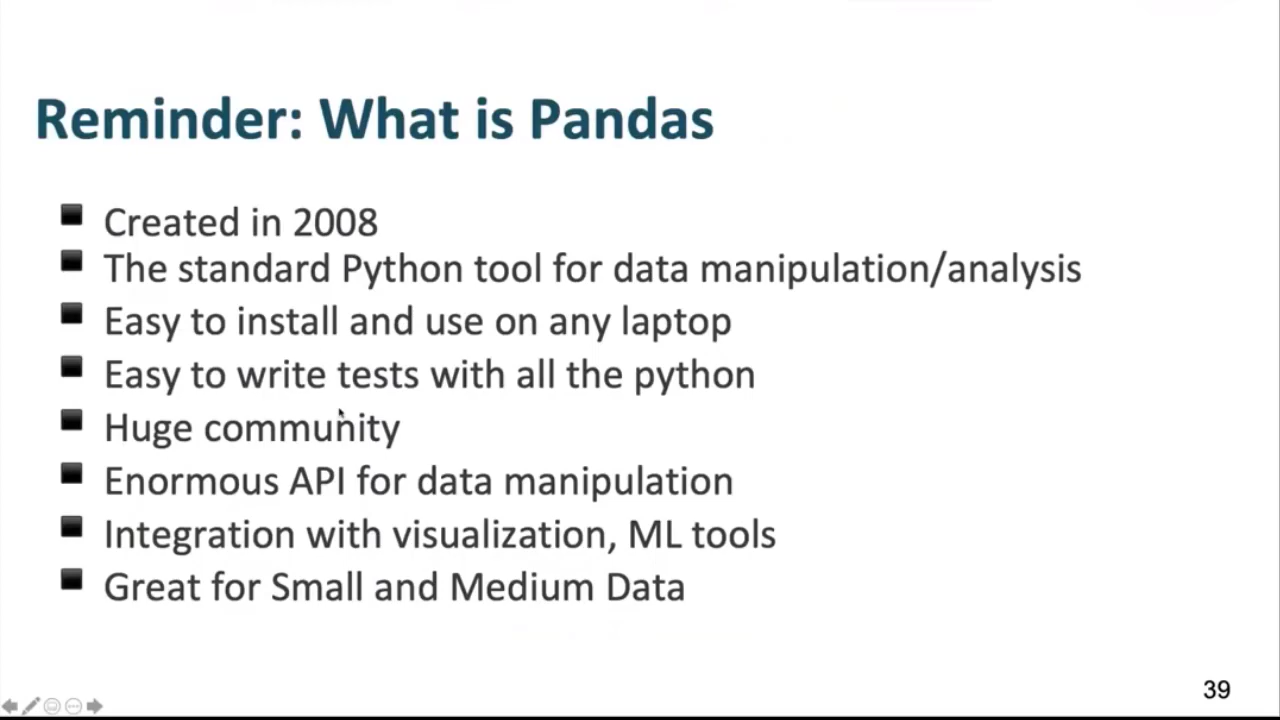 Reminder: What is Pandas
Created in 2008
The standard Python tool for data manipulation/analysis
Easy to install and use on any laptop
Easy to write tests with all the python
Huge community
Enormous API for data manipulation
Integration with visualization, ML tools
Great for Small and Medium Data
39